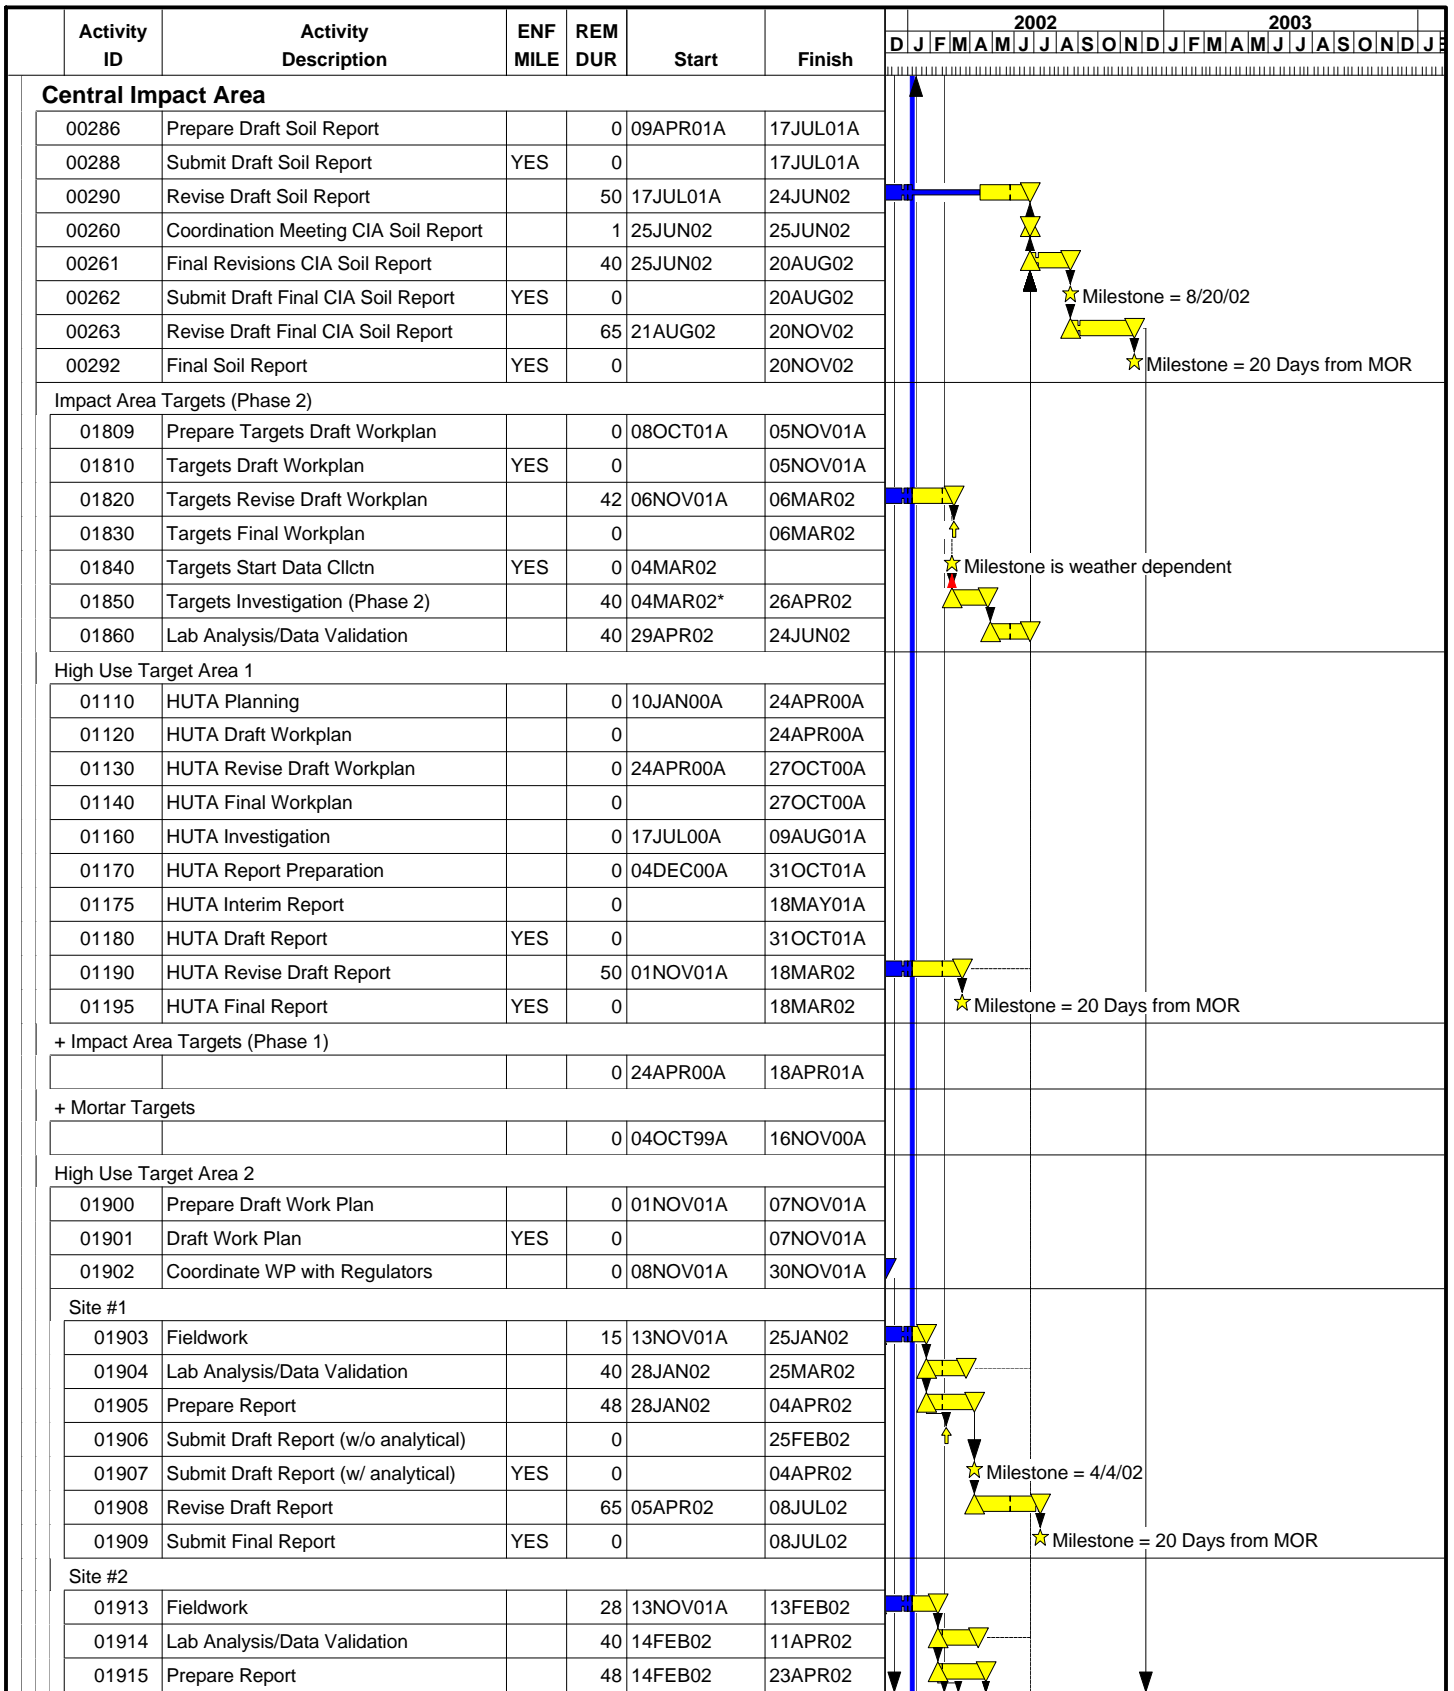 Activity ID Activity Description ENF MILE REM DUR Start Finish
2002 2003
D J F M A M J J A S O N D J F M A M J J A S O N D J
Central Impact Area
00286 Prepare Draft Soil Report 0 09APR01A 17JUL01A
00288 Submit Draft Soil Report YES 0 17JUL01A
00290 Revise Draft Soil Report 50 17JUL01A 24JUN02
00260 Coordination Meeting CIA Soil Report 1 25JUN02 25JUN02
00261 Final Revisions CIA Soil Report 40 25JUN02 20AUG02
00262 Submit Draft Final CIA Soil Report YES 0 20AUG02 Milestone = 8/20/02
00263 Revise Draft Final CIA Soil Report 65 21AUG02 20NOV02
00292 Final Soil Report YES 0 20NOV02 Milestone = 20 Days from MOR
Impact Area Targets (Phase 2)
01809 Prepare Targets Draft Workplan 0 08OCT01A 05NOV01A
01810 Targets Draft Workplan YES 0 05NOV01A
01820 Targets Revise Draft Workplan 42 06NOV01A 06MAR02
01830 Targets Final Workplan 0 06MAR02
01840 Targets Start Data Cllctn YES 0 04MAR02 Milestone is weather dependent
01850 Targets Investigation (Phase 2) 40 04MAR02* 26APR02
01860 Lab Analysis/Data Validation 40 29APR02 24JUN02
High Use Target Area 1
01110 HUTA Planning 0 10JAN00A 24APR00A
01120 HUTA Draft Workplan 0 24APR00A
01130 HUTA Revise Draft Workplan 0 24APR00A 27OCT00A
01140 HUTA Final Workplan 0 27OCT00A
01160 HUTA Investigation 0 17JUL00A 09AUG01A
01170 HUTA Report Preparation 0 04DEC00A 31OCT01A
01175 HUTA Interim Report 0 18MAY01A
01180 HUTA Draft Report YES 0 31OCT01A
01190 HUTA Revise Draft Report 50 01NOV01A 18MAR02
01195 HUTA Final Report YES 0 18MAR02 Milestone = 20 Days from MOR
+ Impact Area Targets (Phase 1)
0 24APR00A 18APR01A
+ Mortar Targets
0 04OCT99A 16NOV00A
High Use Target Area 2
01900 Prepare Draft Work Plan 0 01NOV01A 07NOV01A
01901 Draft Work Plan YES 0 07NOV01A
01902 Coordinate WP with Regulators 0 08NOV01A 30NOV01A
Site #1
01903 Fieldwork 15 13NOV01A 25JAN02
01904 Lab Analysis/Data Validation 40 28JAN02 25MAR02
01905 Prepare Report 48 28JAN02 04APR02
01906 Submit Draft Report (w/o analytical) 0 25FEB02
01907 Submit Draft Report (w/ analytical) YES 0 04APR02 Milestone = 4/4/02
01908 Revise Draft Report 65 05APR02 08JUL02
01909 Submit Final Report YES 0 08JUL02 Milestone = 20 Days from MOR
Site #2
01913 Fieldwork 28 13NOV01A 13FEB02
01914 Lab Analysis/Data Validation 40 14FEB02 11APR02
01915 Prepare Report 48 14FEB02 23APR02